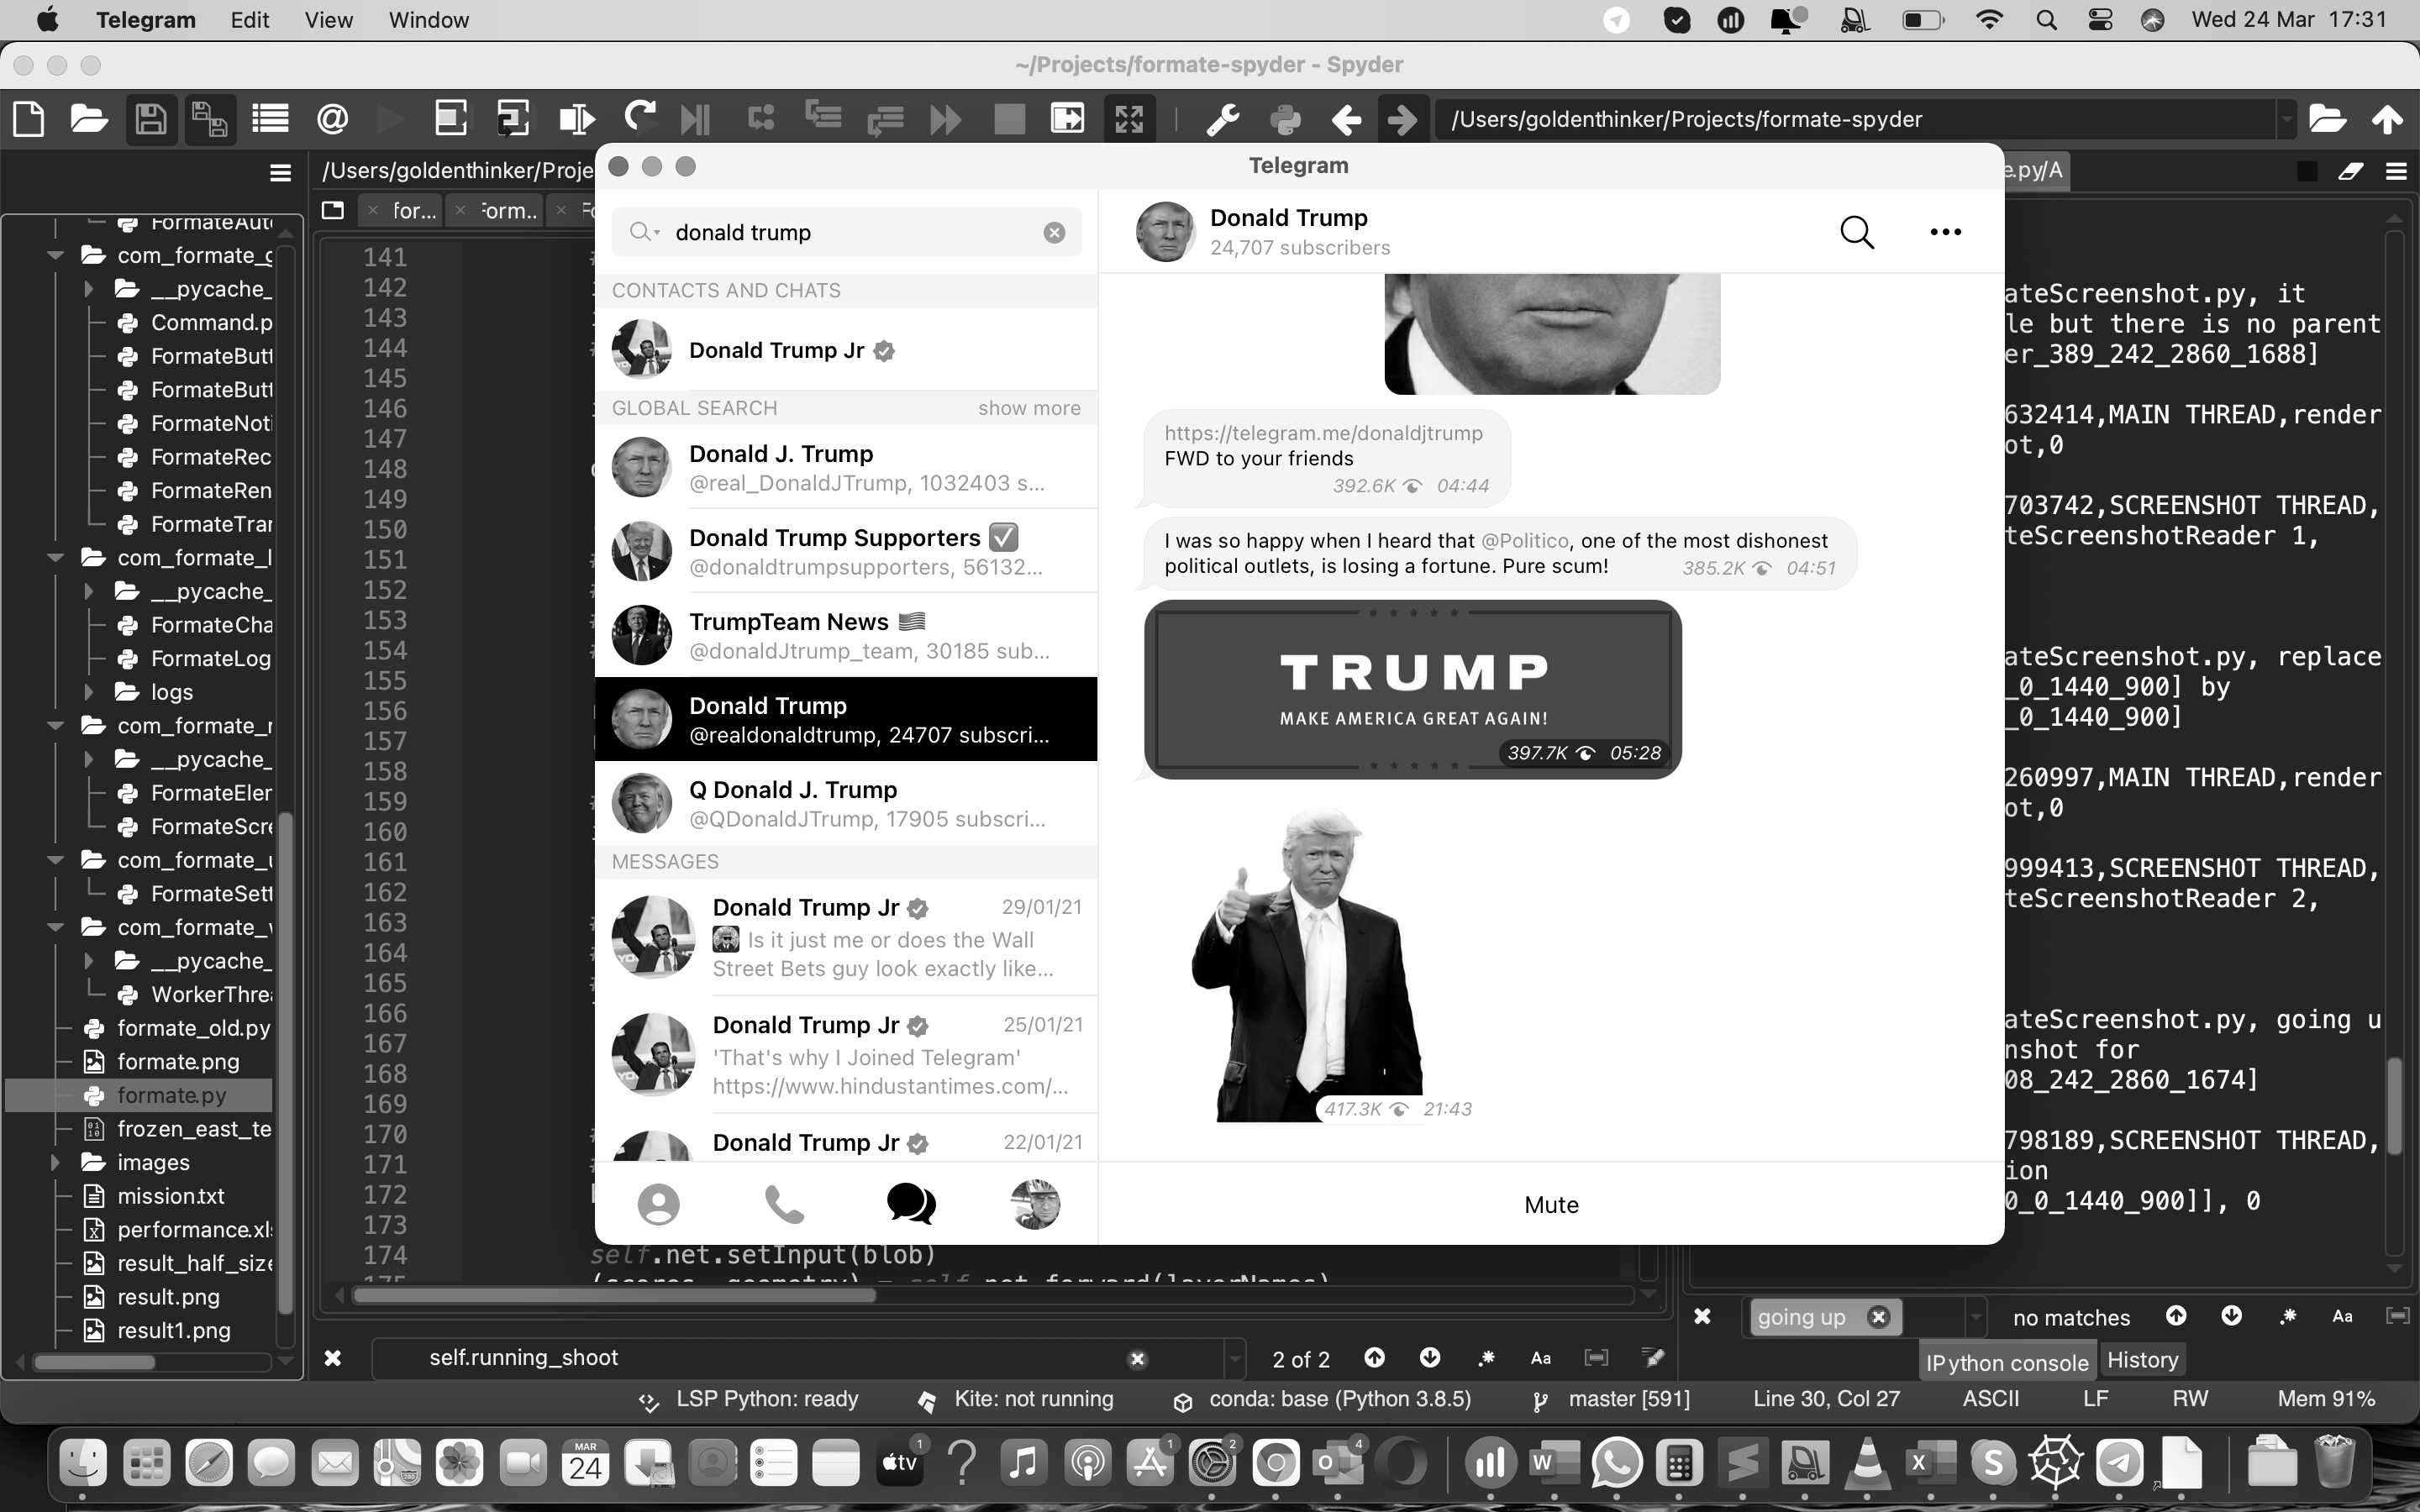 Telegram Edit View Window Wed 24 Mar 17:31
~/Projects/formate-spyder - Spyder
/Users/goldenthinker/Projects/formate-spyder
/Users/goldenthinker/Proje
for...
com_formate_g
__pycache_
Command.p
FormateButt
FormateButt
FormateNoti
FormateRec
FormateRen
FormateTrar
com_formate_l
__pycache_
FormateCha
FormateLog
logs
com_formate_r
__pycache_
FormateElen
FormateScre
com_formate_u
FormateSett
com_formate_w
__pycache_
WorkerThrea
formate_old.py
formate.png
formate.py
frozen_east_te
images
mission.txt
performance.xls
result_half_size
result.png
result1.png
141
142
143
144
145
146
147
148
149
150
151
152
153
154
155
156
157
158
159
160
161
162
163
164
165
166
167
168
169
170
171
172
173
174 self.net.setInput(blob)
Telegram
donald trump
CONTACTS AND CHATS
Donald Trump Jr
GLOBAL SEARCH show more
Donald J. Trump
@real_DonaldJTrump, 1032403 s...
Donald Trump Supporters
@donaldtrumpsupporters, 56132...
TrumpTeam News
@donaldJtrump_team, 30185 sub...
Donald Trump
@realdonaldtrump, 24707 subscri...
Q Donald J. Trump
@QDonaldJTrump, 17905 subscri...
MESSAGES
Donald Trump Jr 29/01/21
Is it just me or does the Wall
Street Bets guy look exactly like...
Donald Trump Jr 25/01/21
'That's why I Joined Telegram'
https://www.hindustantimes.com/...
Donald Trump Jr 22/01/21
Donald Trump
24,707 subscribers
https://telegram.me/donaldjtrump
FWD to your friends
392.6K 04:44
I was so happy when I heard that @Politico, one of the most dishonest
political outlets, is losing a fortune. Pure scum! 385.2K 04:51
TRUMP
MAKE AMERICA GREAT AGAIN!
397.7K 05:28
417.3K 21:43
Mute
e.py/A
ateScreenshot.py, it
le but there is no parent
er_389_242_2860_1688]
632414,MAIN THREAD,render
ot,0
703742,SCREENSHOT THREAD,
teScreenshotReader 1,
ateScreenshot.py, replace
_0_1440_900] by
_0_1440_900]
260997,MAIN THREAD,render
ot,0
999413,SCREENSHOT THREAD,
teScreenshotReader 2,
ateScreenshot.py, going u
nshot for
08_242_2860_1674]
798189,SCREENSHOT THREAD,
ion
0_0_1440_900]], 0
going up no matches Aa
self.running_shoot 2 of 2 Aa
IPython console History
LSP Python: ready Kite: not running conda: base (Python 3.8.5) master [591] Line 30, Col 27 ASCII LF RW Mem 91%
MAR
24
tv
1
1
2
4